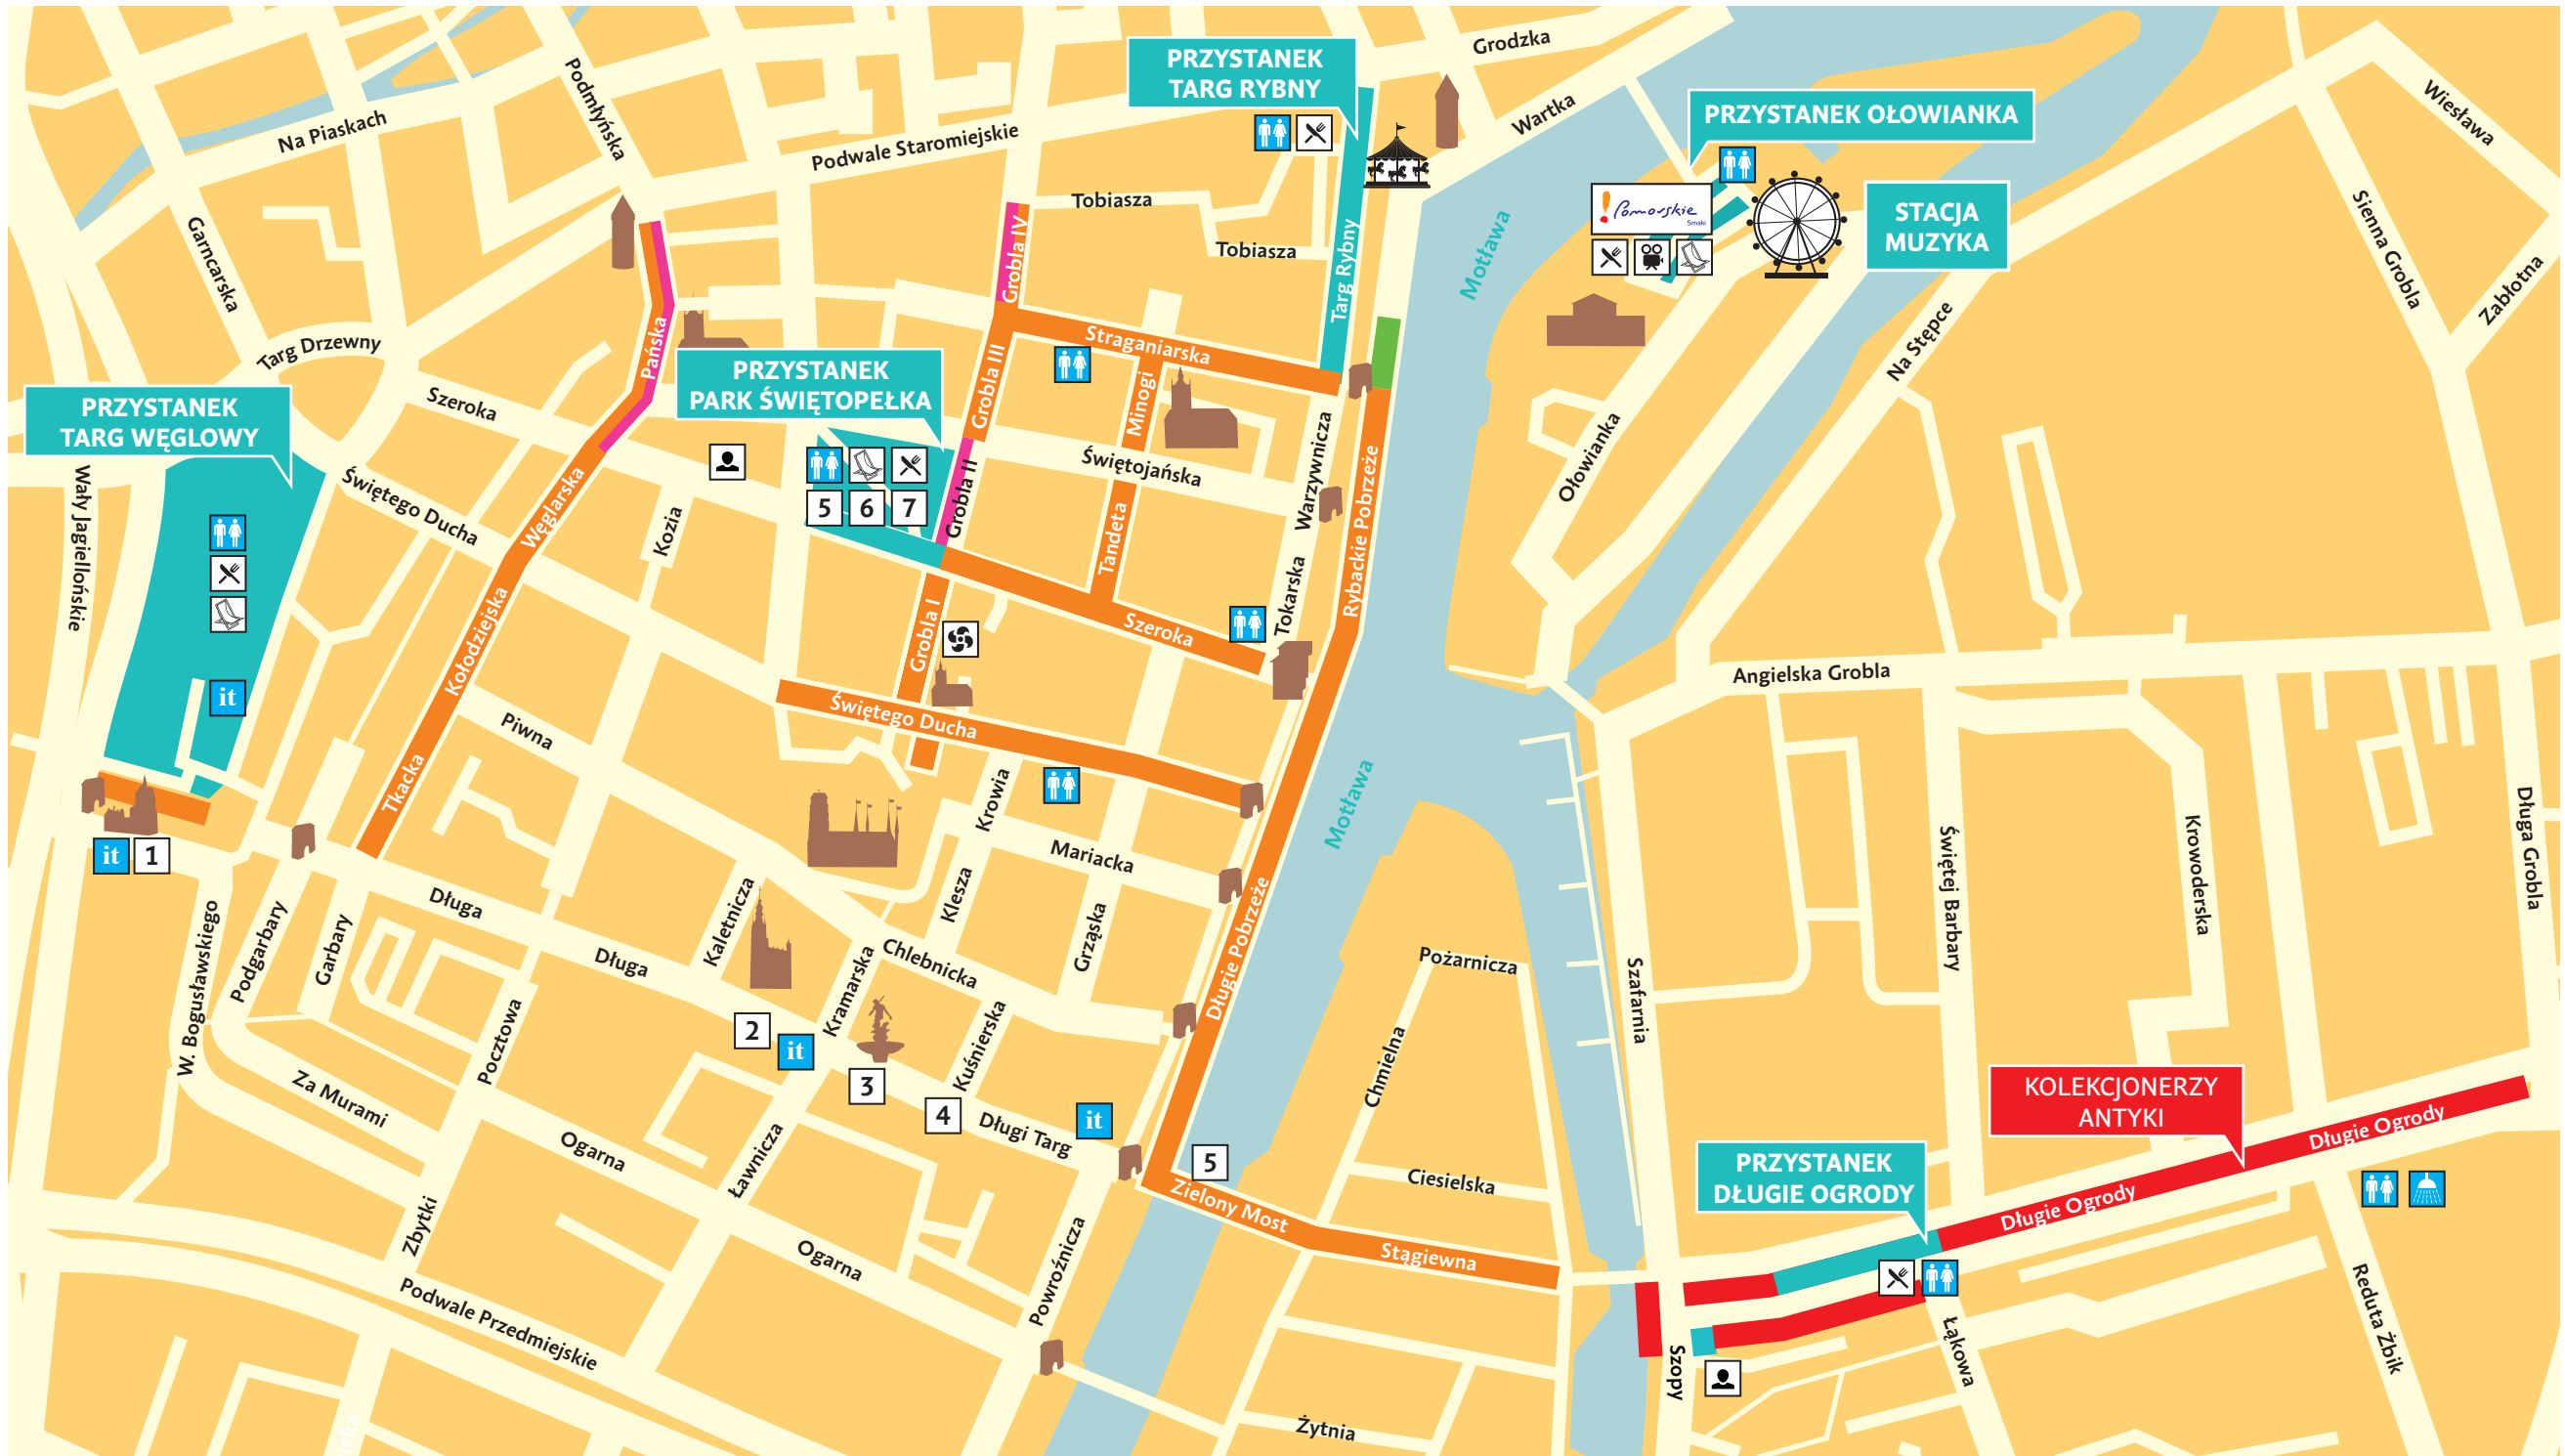 Grodzka
PRZYSTANEK
TARG RYBNY
Podmłyńska
Na Piaskach
Podwale Staromiejskie
Wartka
PRZYSTANEK OŁOWIANKA
Wiesława
Tobiasza
Tobiasza
Pomorskie
Smaki
STACJA
MUZYKA
Garncarska
Grobla IV
Targ Rybny
Motława
Sienna Grobla
Zabłotna
Targ Drzewny
Pańska
Straganiarska
Grobla III
Na Stępce
PRZYSTANEK
PARK ŚWIĘTOPEŁKA
PRZYSTANEK
TARG WĘGLOWY
Szeroka
Minogi
Świętojańska
Warzywnicza
Ołowianka
Rybackie Pobrzeże
Wały Jagiellońskie
Świętego Ducha
Węglarska
Kozia
5
6
7
Grobla II
Tandeta
Tokarska
Kołodziejska
Grobla I
Szeroka
Angielska Grobla
it
Świętego Ducha
Piwna
Tkacka
Krowia
Motława
Długa Grobla
it
1
Mariacka
Świętej Barbary
Krowoderska
Długa
Kaletnicza
Klesza
Grząska
Długie Pobrzeże
W. Bogusławskiego
Podgarbary
Garbary
Długa
Chlebnicka
Pożarnicza
Szafarnia
Kramarska
Pocztowa
2
it
3
Kuśnierska
Chmielna
Za Murami
4
Długi Targ
it
KOLEKCJONERZY
ANTYKI
Długie Ogrody
Ogarna
Ławnicza
5
Zielony Most
Ciesielska
PRZYSTANEK
DŁUGIE OGRODY
Długie Ogrody
Zbytki
Ogarna
Powroźnicza
Stągiewna
Podwale Przedmiejskie
Szopy
Łąkowa
Reduta Żbik
Żytnia